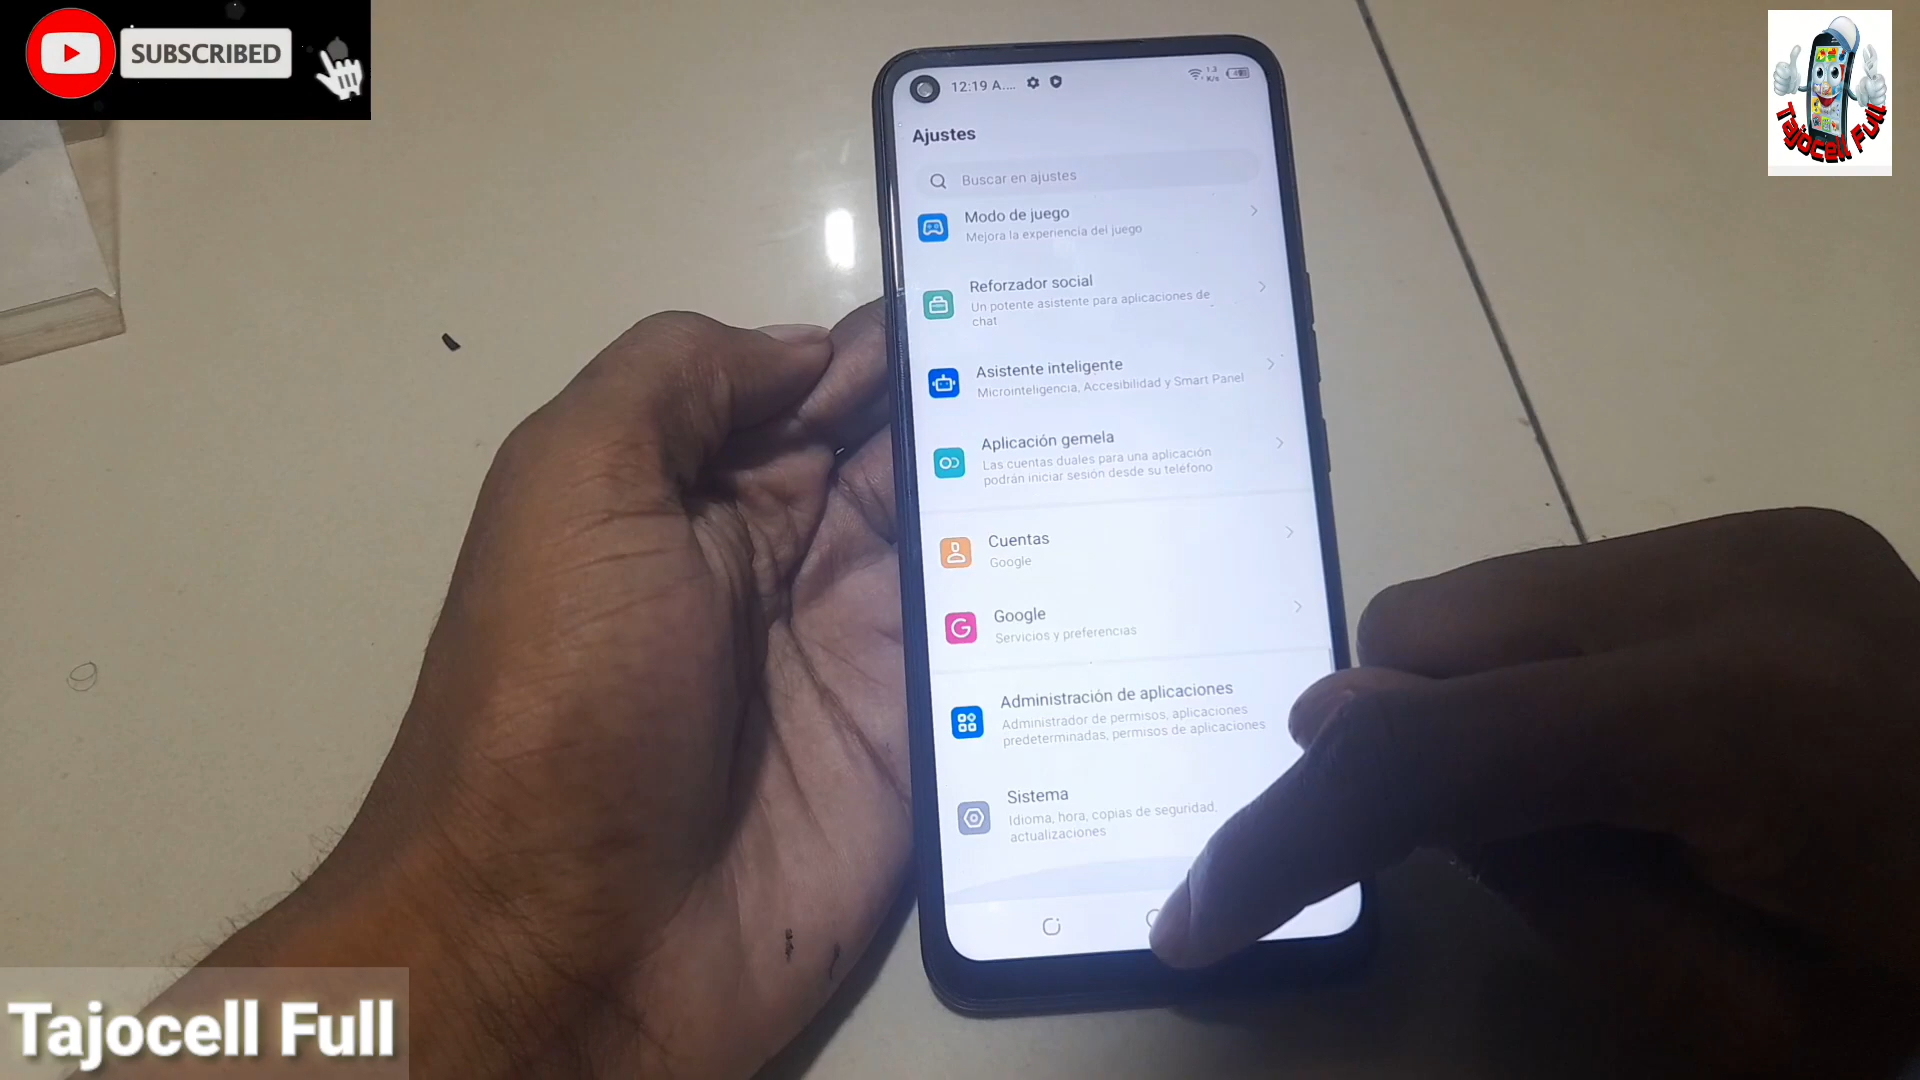 SUBSCRIBED
Tajocell Full
12:19 A....
1.3
K/s
Ajustes
Buscar en ajustes
Modo de juego
Mejora la experiencia del juego
Reforzador social
Un potente asistente para aplicaciones de
chat
Asistente inteligente
Microinteligencia, Accesibilidad y Smart Panel
Aplicación gemela
Las cuentas duales para una aplicación
podrán iniciar sesión desde su teléfono
Cuentas
Google
Google
Servicios y preferencias
Administración de aplicaciones
Administrador de permisos, aplicaciones
predeterminadas, permisos de aplicaciones
Sistema
Idioma, hora, copias de seguridad,
actualizaciones
Tajocell Full